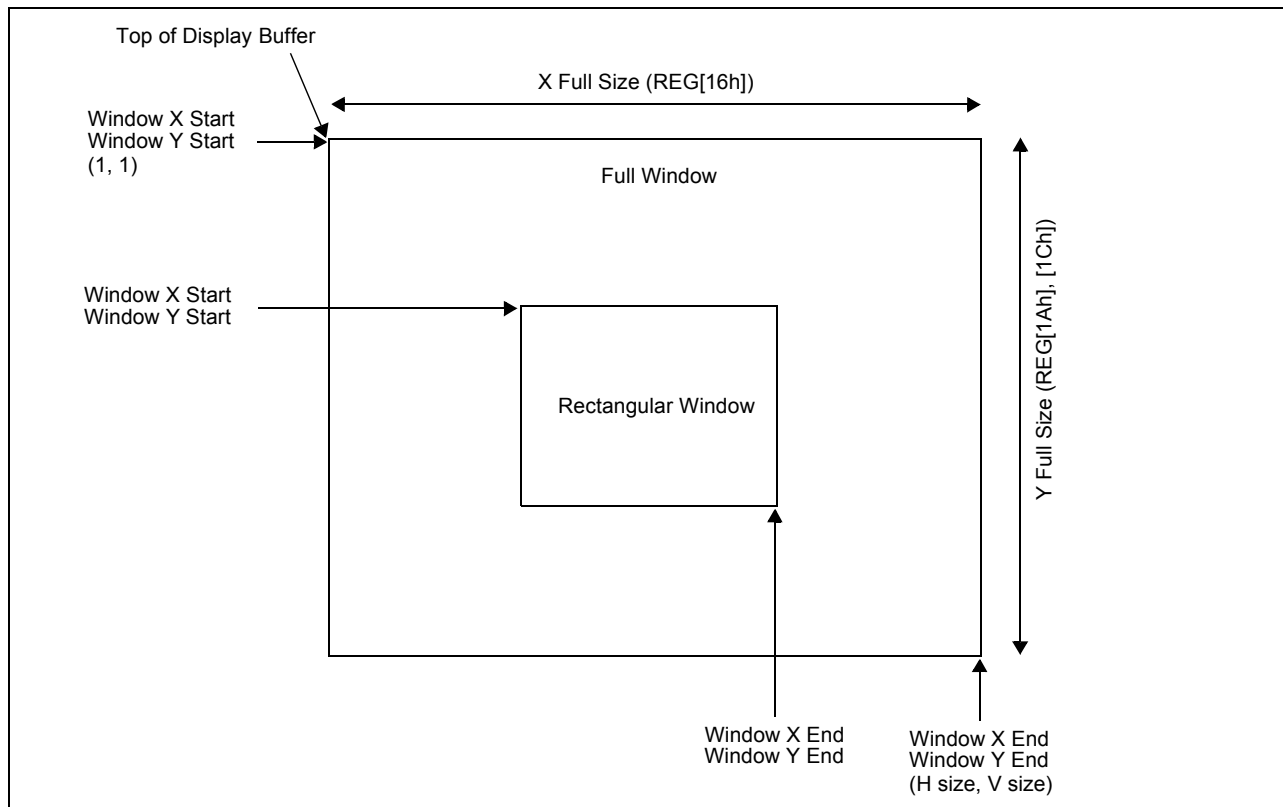 Top of Display Buffer
X Full Size (REG[16h])
Window X Start
Window Y Start
(1, 1)
Full Window
Y Full Size (REG[1Ah], [1Ch])
Window X Start
Window Y Start
Rectangular Window
Window X End
Window Y End
Window X End
Window Y End
(H size, V size)